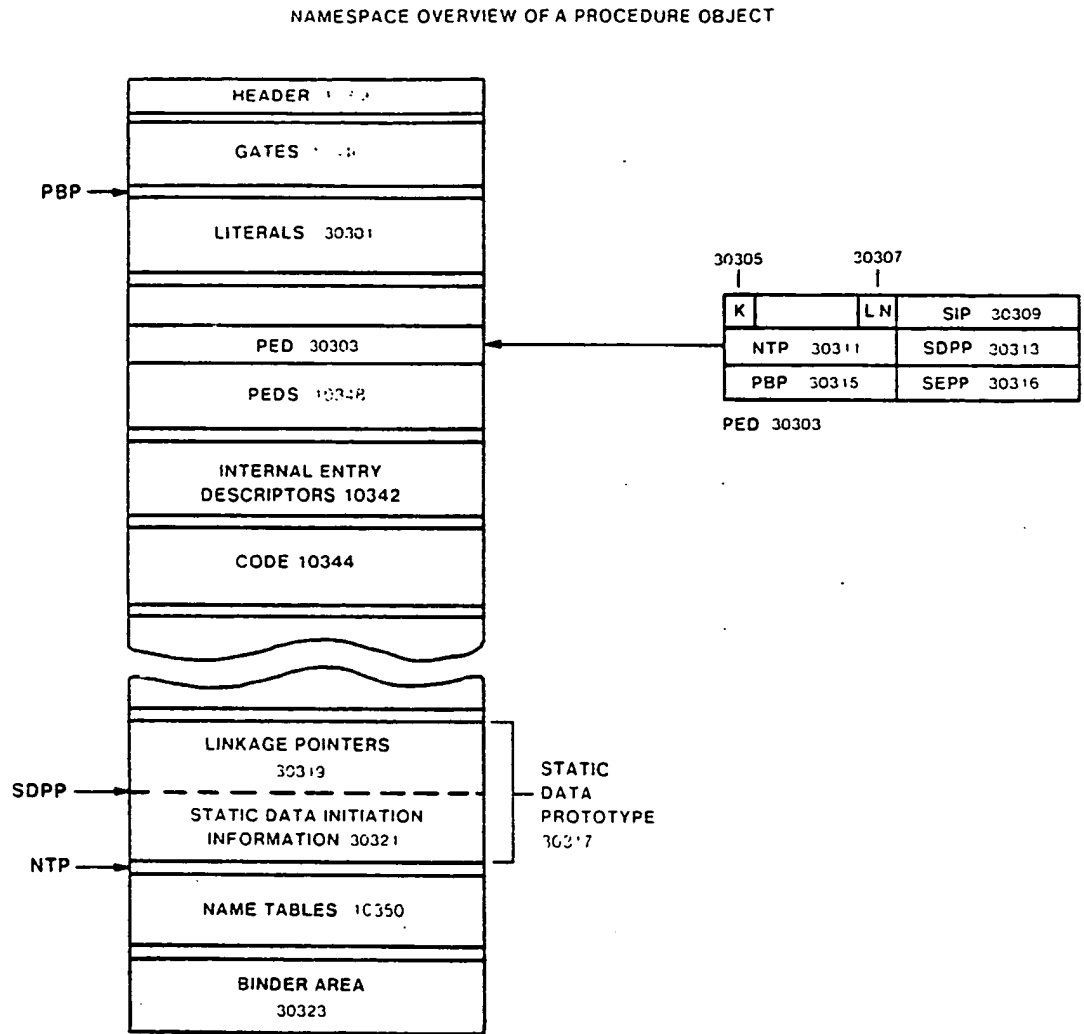 NAMESPACE OVERVIEW OF A PROCEDURE OBJECT
HEADER
GATES
PBP
LITERALS 30301
30305 30307
K LN SIP 30309
NTP 30311 SDPP 30313
PBP 30315 SEPP 30316
PED 30303
PED 30303
PEDS 10348
INTERNAL ENTRY
DESCRIPTORS 10342
CODE 10344
LINKAGE POINTERS
30319
SDPP
STATIC DATA INITIATION
INFORMATION 30321
STATIC
DATA
PROTOTYPE
30317
NTP
NAME TABLES 10350
BINDER AREA
30323